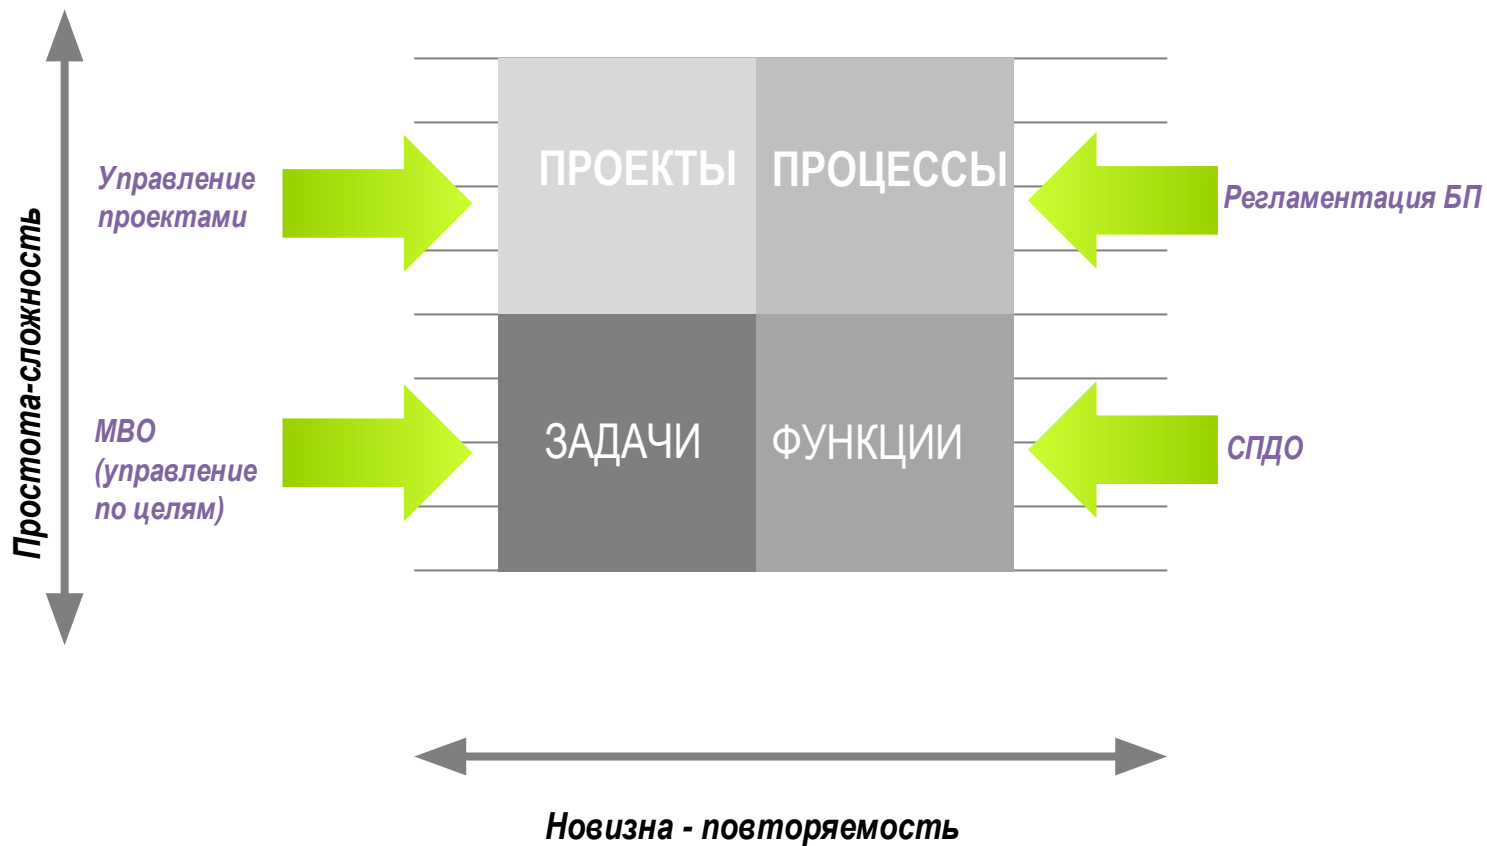 ПРОЕКТЫ
ПРОЦЕССЫ
Управление
проектами
Регламентация БП
Простота-сложность
МВО
(управление
по целям)
ЗАДАЧИ
ФУНКЦИИ
СПДО
Новизна - повторяемость